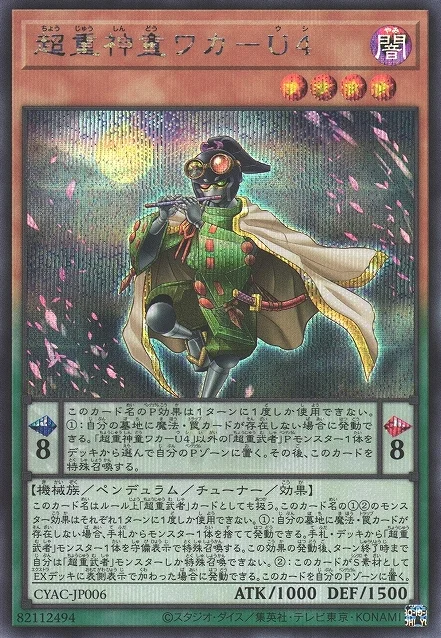 超重神童ワカ－U4
闇
このカード名のP効果は1ターンに1度しか使用できない。
①：自分の墓地に魔法・罠カードが存在しない場合に発動で
きる。「超重神童ワカ－U4」以外の「超重武者」Pモンスター1体を
デッキから選んで自分のPゾーンに置く。その後、このカードを
特殊召喚する。
8
8
【機械族／ペンデュラム／チューナー／効果】
このカード名はルール上「超重武者」カードとしても扱う。このカード名の①②のモンス
ター効果はそれぞれ1ターンに1度しか使用できない。①：自分の墓地に魔法・罠カードが
存在しない場合、手札からモンスター1体を捨てて発動できる。手札・デッキから「超重
武者」モンスター1体を守備表示で特殊召喚する。この効果の発動後、ターン終了時まで
自分は「超重武者」モンスターしか特殊召喚できない。②：このカードがS素材として
EXデッキに表側表示で加わった場合に発動できる。このカードを自分のPゾーンに置く。
CYAC-JP006
ATK/1000 DEF/1500
82112494
©スタジオ・ダイス／集英社・テレビ東京・KONAMI